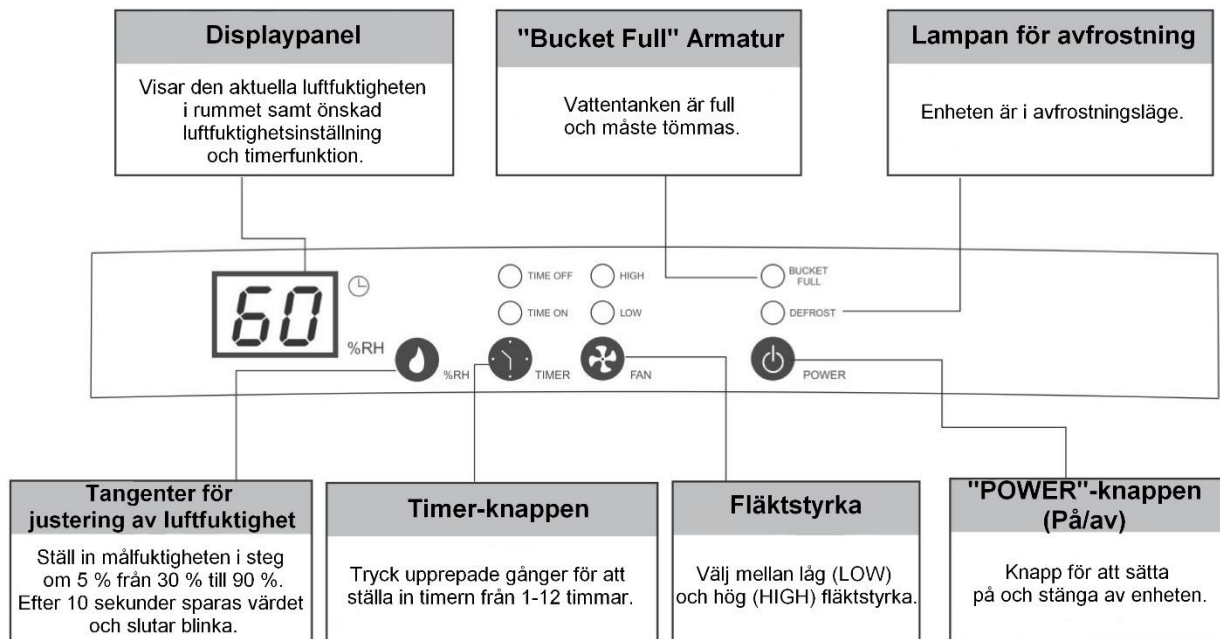 Displaypanel
Visar den aktuella luftfuktigheten
i rummet samt önskad
luftfuktighetsinställning
och timerfunktion.
"Bucket Full" Armatur
Vattentanken är full
och måste tömmas.
Lampan för avfrostning
Enheten är i avfrostningsläge.
60
%RH
%RH
TIME OFF
TIME ON
TIMER
HIGH
LOW
FAN
BUCKET
FULL
DEFROST
POWER
Tangenter för
justering av luftfuktighet
Ställ in målfuktigheten i steg
om 5 % från 30 % till 90 %.
Efter 10 sekunder sparas värdet
och slutar blinka.
Timer-knappen
Tryck upprepade gånger för att
ställa in timern från 1-12 timmar.
Fläktstyrka
Välj mellan låg (LOW)
och hög (HIGH) fläktstyrka.
"POWER"-knappen
(På/av)
Knapp för att sätta
på och stänga av enheten.